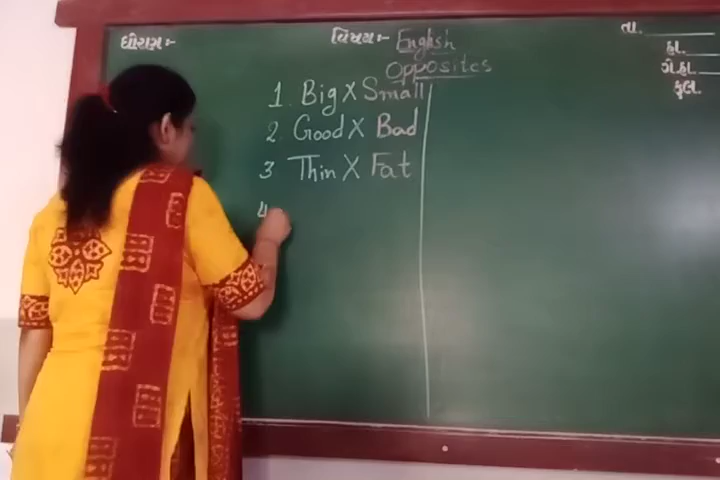 ધોરણ:-
વિષય:- English
તા.
Opposites
હા.
ગે.હા.
કુલ.
1. Big X Small
2. Good X Bad
3 Thin X Fat
4